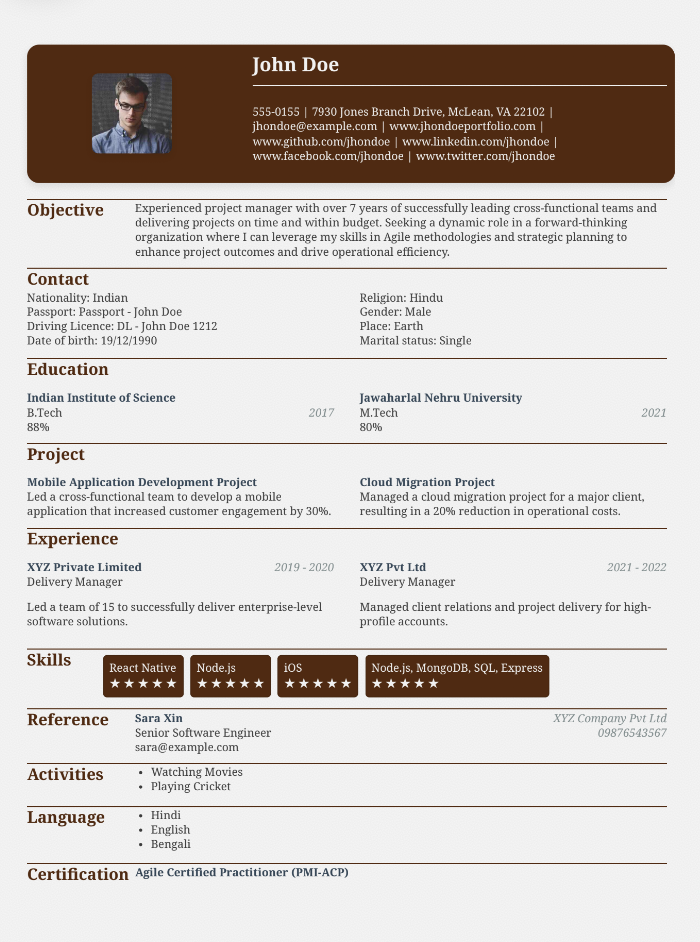 John Doe
555-0155 | 7930 Jones Branch Drive, McLean, VA 22102 |
jhondoe@example.com | www.jhondoeportfolio.com |
www.github.com/jhondoe | www.linkedin.com/jhondoe |
www.facebook.com/jhondoe | www.twitter.com/jhondoe
Objective
Experienced project manager with over 7 years of successfully leading cross-functional teams and
delivering projects on time and within budget. Seeking a dynamic role in a forward-thinking
organization where I can leverage my skills in Agile methodologies and strategic planning to
enhance project outcomes and drive operational efficiency.
Contact
Nationality: Indian
Passport: Passport - John Doe
Driving Licence: DL - John Doe 1212
Date of birth: 19/12/1990
Religion: Hindu
Gender: Male
Place: Earth
Marital status: Single
Education
Indian Institute of Science
B.Tech 2017
88%
Jawaharlal Nehru University
M.Tech 2021
80%
Project
Mobile Application Development Project
Led a cross-functional team to develop a mobile
application that increased customer engagement by 30%.
Cloud Migration Project
Managed a cloud migration project for a major client,
resulting in a 20% reduction in operational costs.
Experience
XYZ Private Limited 2019 - 2020
Delivery Manager
Led a team of 15 to successfully deliver enterprise-level
software solutions.
XYZ Pvt Ltd 2021 - 2022
Delivery Manager
Managed client relations and project delivery for high-
profile accounts.
Skills
React Native
★★★★★
Node.js
★★★★★
iOS
★★★★★
Node.js, MongoDB, SQL, Express
★★★★★
Reference
Sara Xin
Senior Software Engineer
sara@example.com
XYZ Company Pvt Ltd
09876543567
Activities
• Watching Movies
• Playing Cricket
Language
• Hindi
• English
• Bengali
Certification
Agile Certified Practitioner (PMI-ACP)